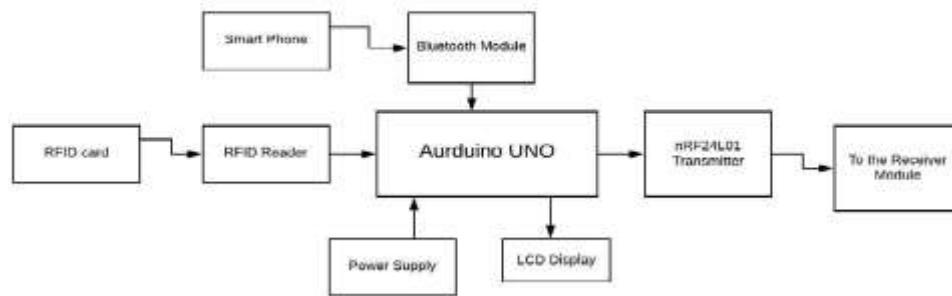 Smart Phone
Bluetooth Module
RFID card
RFID Reader
Aurduino UNO
nRF24L01
Transmitter
To the Receiver
Module
Power Supply
LCD Display